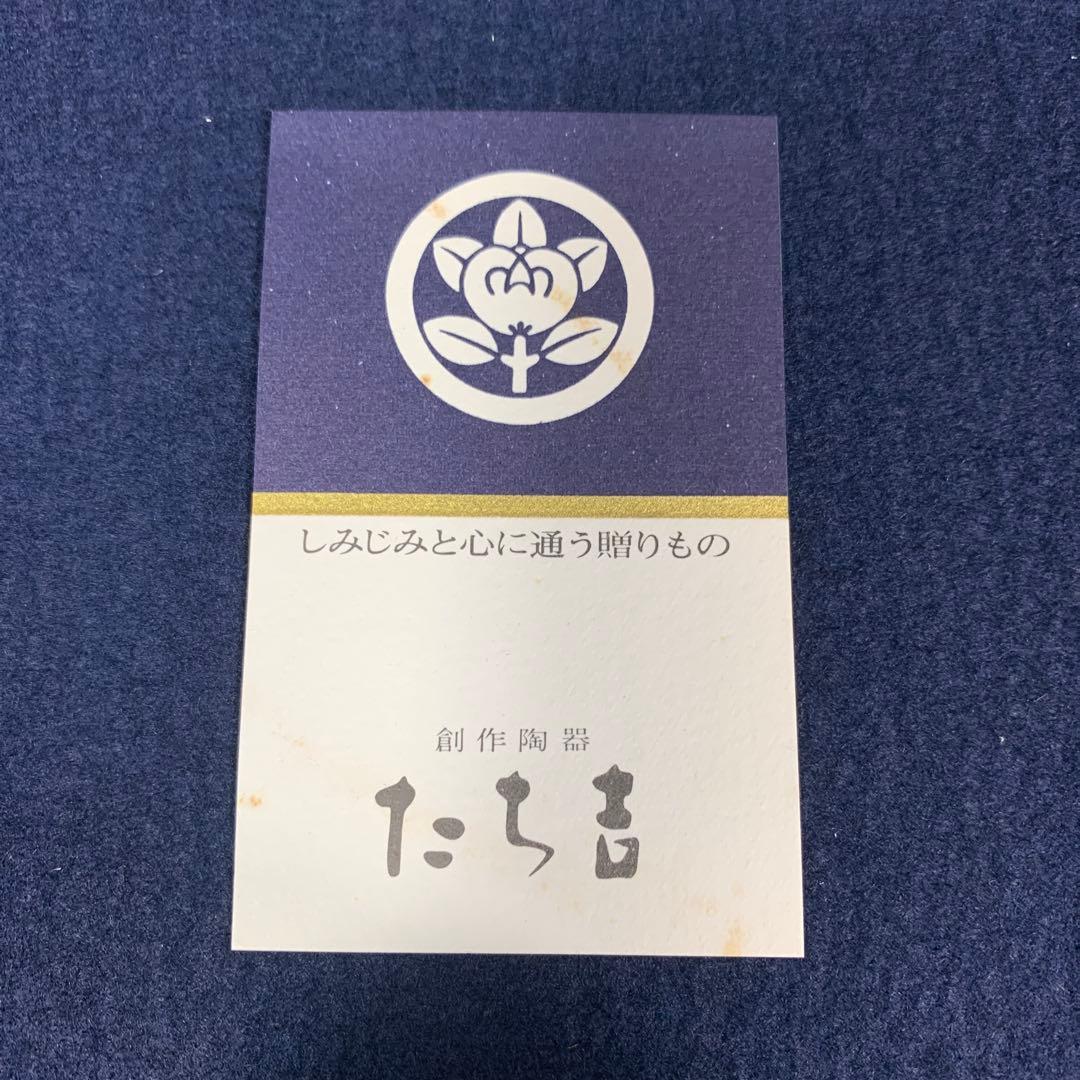 しみじみと心に通う贈りもの
創作陶器
たち吉